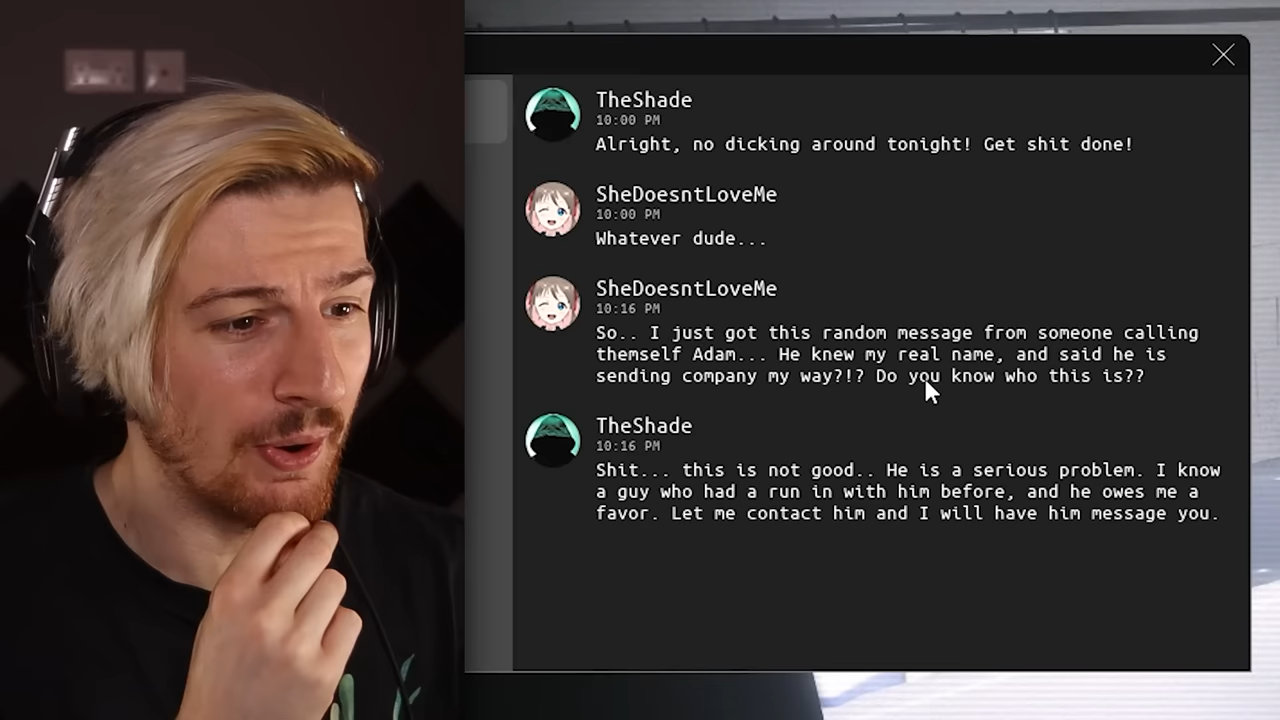 TheShade
10:00 PM
Alright, no dicking around tonight! Get shit done!
SheDoesntLoveMe
10:00 PM
Whatever dude...
SheDoesntLoveMe
10:16 PM
So.. I just got this random message from someone calling
themself Adam... He knew my real name, and said he is
sending company my way?!? Do you know who this is??
TheShade
10:16 PM
Shit... this is not good.. He is a serious problem. I know
a guy who had a run in with him before, and he owes me a
favor. Let me contact him and I will have him message you.